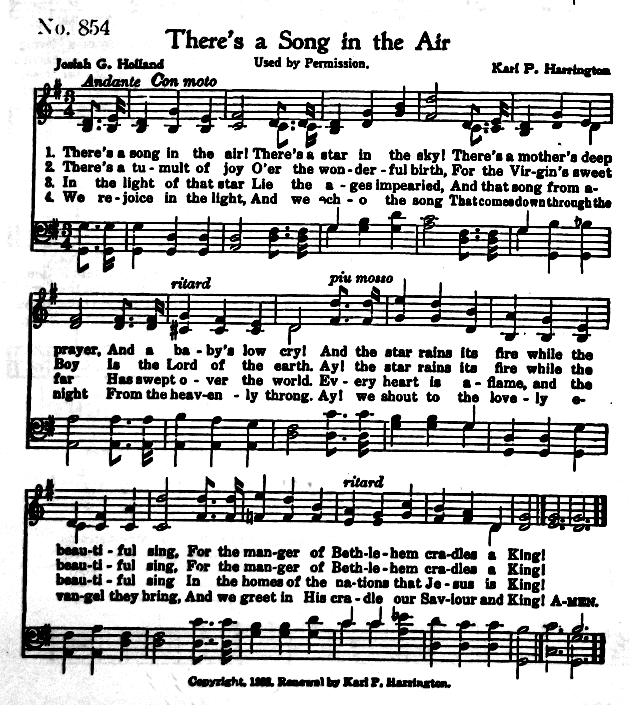 No. 854
There's a Song in the Air
Josiah G. Holland
Used by Permission.
Karl P. Harrington
Andante Con moto
1. There's a song in the air! There's a star in the sky! There's a mother's deep
2. There's a tu - mult of joy O'er the won - der - ful birth, For the Vir - gin's sweet
3. In the light of that star Lie the a - ges impearled, And that song from a-
4. We re - joice in the light, And we ech - o the song That comes down through the
ritard
piu mosso
prayer, And a ba - by's low cry! And the star rains its fire while the
Boy Is the Lord of the earth. Ay! the star rains its fire while the
far Has swept o - ver the world. Ev - ery heart is a - flame, and the
night From the heaven - ly throng. Ay! we shout to the love - ly e-
ritard
beau - ti - ful sing, For the man - ger of Beth - le - hem cra - dles a King!
beau - ti - ful sing, For the man - ger of Beth - le - hem cra - dles a King!
beau - ti - ful sing In the homes of the na - tions that Je - sus is King!
van - gel they bring, And we greet in His cra - dle our Sav - iour and King! A - MEN.
Copyright, Renewal by Karl P. Harrington.